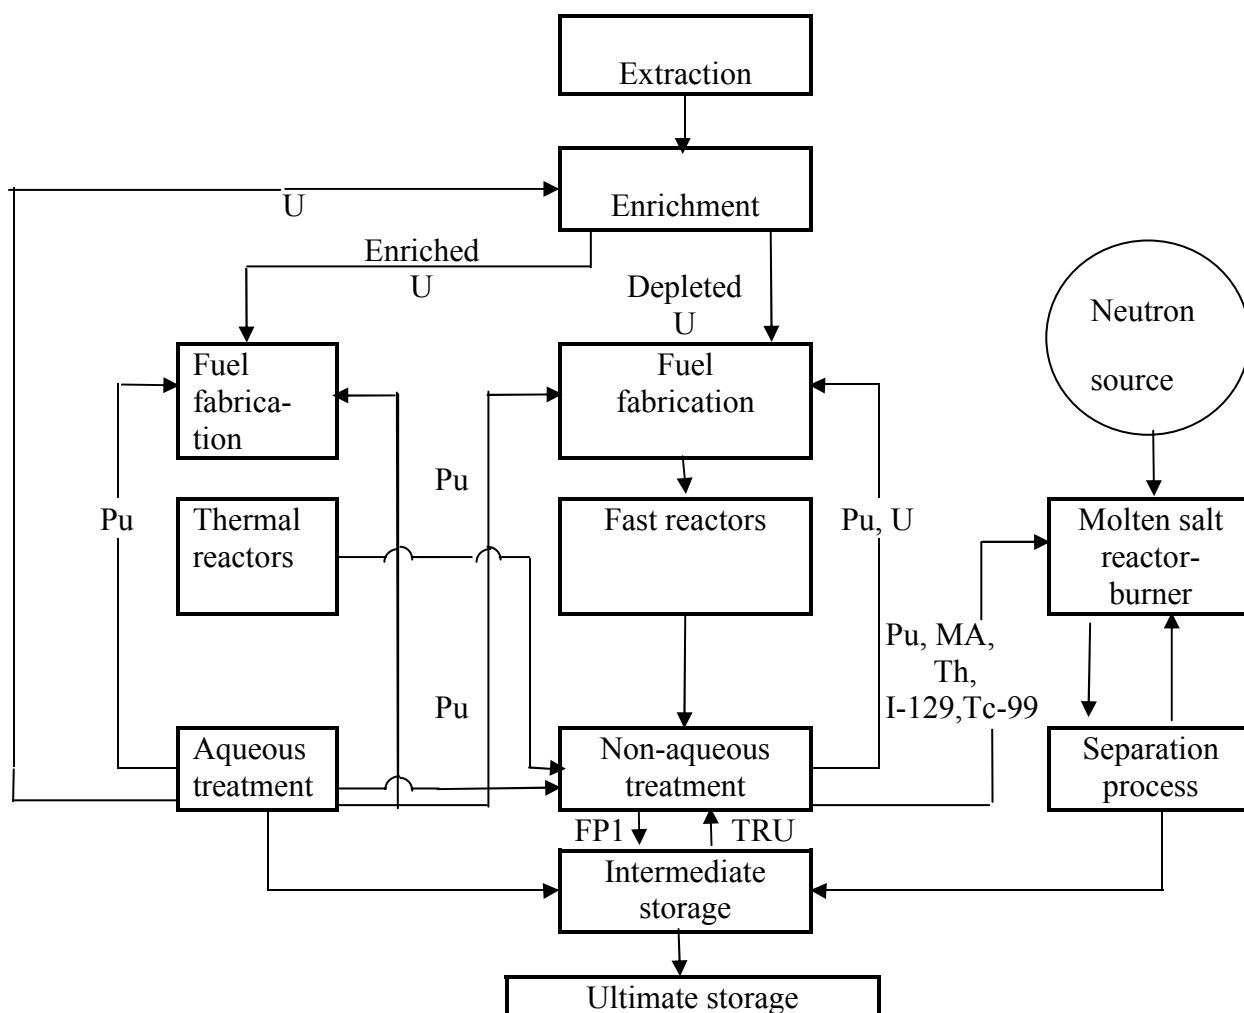 Extraction
Enrichment
U
Enriched
U
Depleted
U
Neutron
source
Fuel
fabrica-
tion
Fuel
fabrication
Pu
Pu
Thermal
reactors
Fast reactors
Pu, U
Molten salt
reactor-
burner
Pu, MA,
Th,
I-129,Tc-99
Pu
Aqueous
treatment
Non-aqueous
treatment
Separation
process
FP1
TRU
Intermediate
storage
Ultimate storage